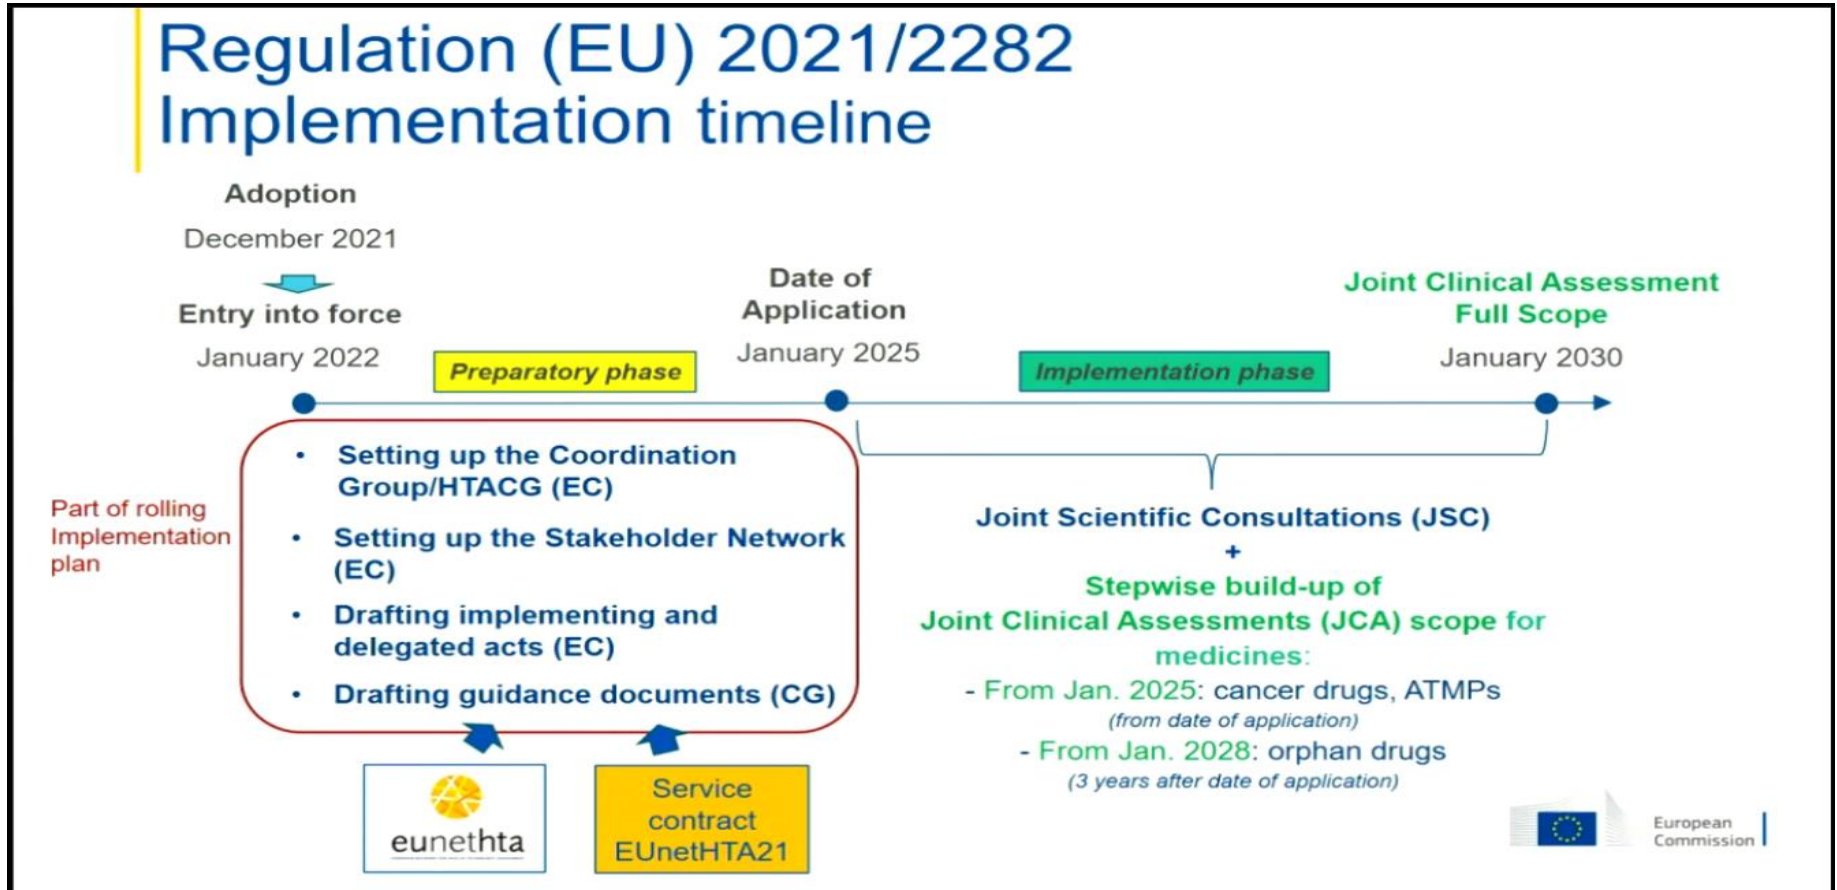 Regulation (EU) 2021/2282
Implementation timeline
Adoption
December 2021
Entry into force
January 2022
Preparatory phase
Date of
Application
January 2025
Implementation phase
Joint Clinical Assessment
Full Scope
January 2030
Part of rolling
Implementation
plan
• Setting up the Coordination
Group/HTACG (EC)
• Setting up the Stakeholder Network
(EC)
• Drafting implementing and
delegated acts (EC)
• Drafting guidance documents (CG)
eunethta
Service
contract
EUnetHTA21
Joint Scientific Consultations (JSC)
+
Stepwise build-up of
Joint Clinical Assessments (JCA) scope for
medicines:
- From Jan. 2025: cancer drugs, ATMPs
(from date of application)
- From Jan. 2028: orphan drugs
(3 years after date of application)
European
Commission